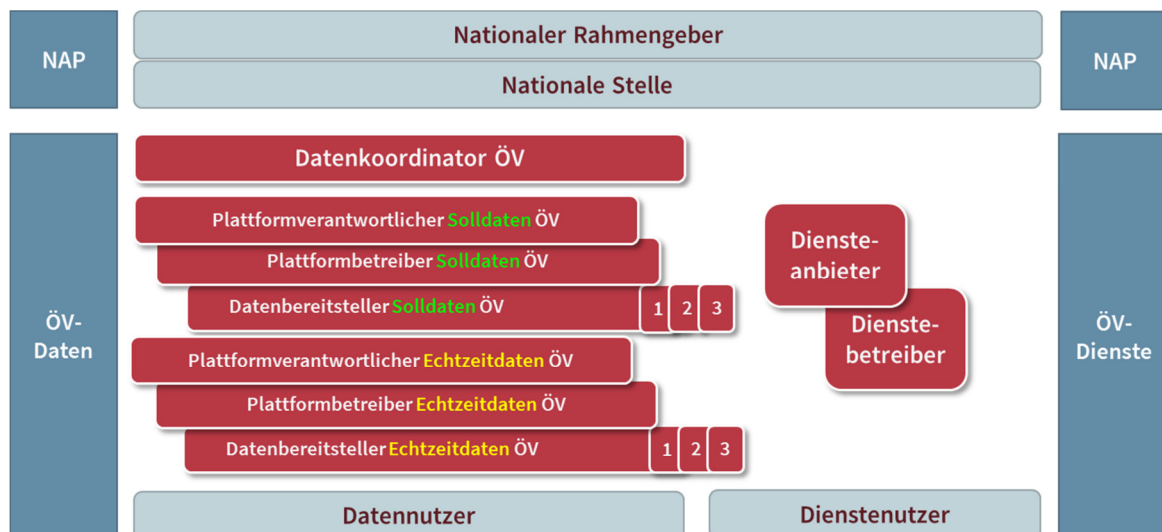 NAP
Nationaler Rahmengeber
NAP
Nationale Stelle
Datenkoordinator ÖV
Plattformverantwortlicher Solldaten ÖV
Plattformbetreiber Solldaten ÖV
Datenbereitsteller Solldaten ÖV
1 2 3
Plattformverantwortlicher Echtzeitdaten ÖV
Plattformbetreiber Echtzeitdaten ÖV
Datenbereitsteller Echtzeitdaten ÖV
1 2 3
ÖV-
Daten
Dienste-
anbieter
Dienste-
betreiber
ÖV-
Dienste
Datennutzer
Dienstenutzer